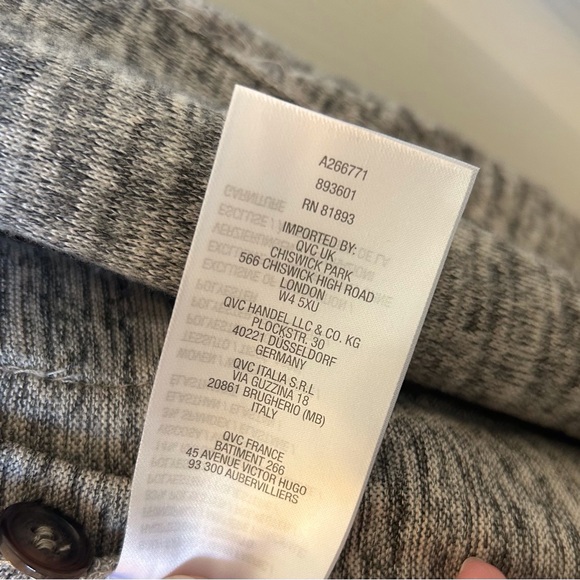 A266771
893601
RN 81893
IMPORTED BY:
QVC UK
CHISWICK PARK
566 CHISWICK HIGH ROAD
LONDON
W4 5XU
QVC HANDEL LLC & CO. KG
PLOCKSTR. 30
40221 DÜSSELDORF
GERMANY
QVC ITALIA S.R.L
VIA GUZZINA 18
20861 BRUGHERIO (MB)
ITALY
QVC FRANCE
BATIMENT 266
45 AVENUE VICTOR HUGO
93 300 AUBERVILLIERS